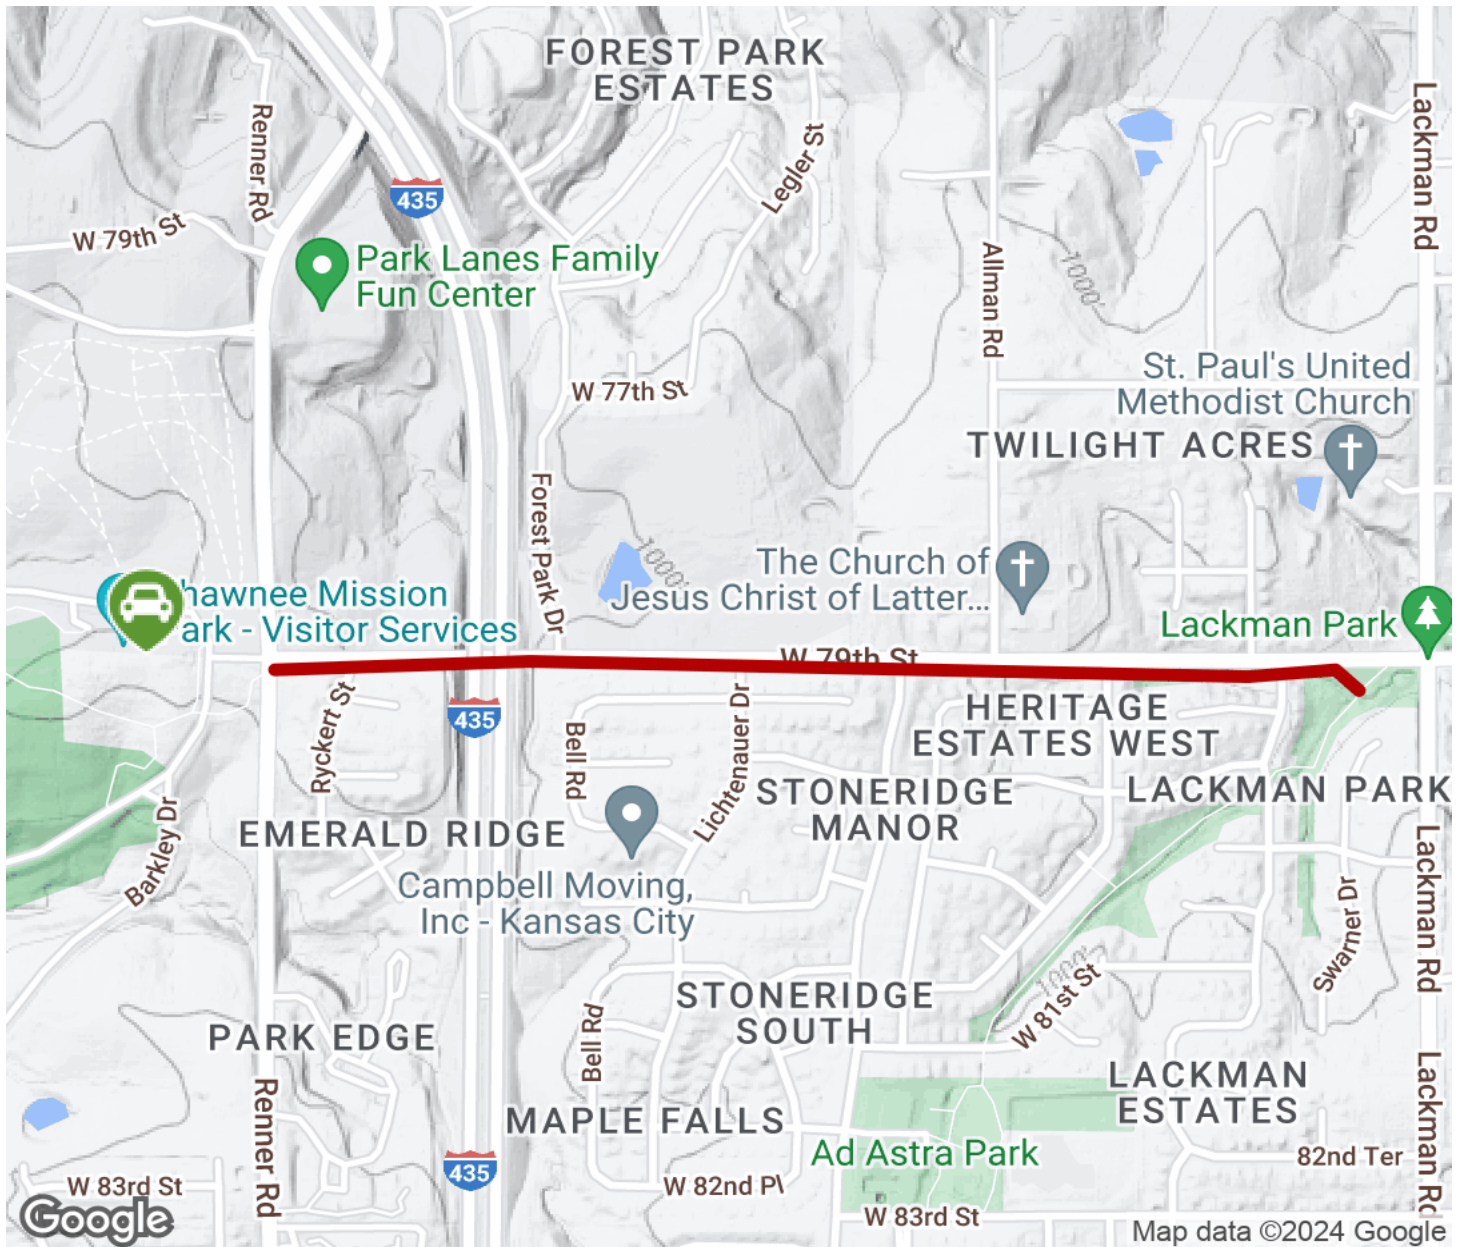 FOREST PARK
ESTATES
Lackman Rd
Renner Rd
Legler St
435
W 79th St
Park Lanes Family
Fun Center
Allman Rd
1000'
St. Paul's United
Methodist Church
W 77th St
TWILIGHT ACRES
Forest Park Dr
1000'
The Church of
Jesus Christ of Latter...
hawnee Mission
ark - Visitor Services
Lackman Park
W 79th St
Ryckert St
435
Bell Rd
Lichtenauer Dr
HERITAGE
ESTATES WEST
STONERIDGE
MANOR
LACKMAN PARK
EMERALD RIDGE
Barkley Dr
Campbell Moving,
Inc - Kansas City
Lackman Rd
Swarner Dr
1000'
W 81st St
STONERIDGE
SOUTH
PARK EDGE
Bell Rd
LACKMAN
ESTATES
Lackman Rd
Renner Rd
MAPLE FALLS
Ad Astra Park
82nd Ter
435
W 83rd St
W 82nd Pl
Google
W 83rd St
Map data ©2024 Google